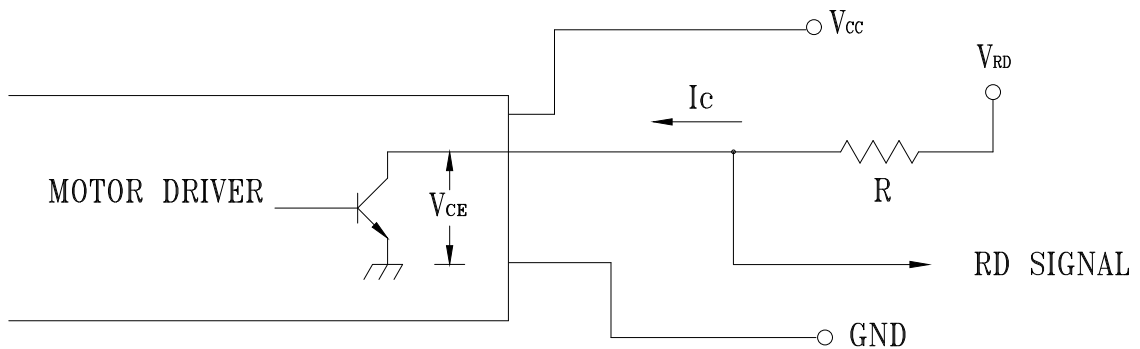 VCC
VRD
Ic
MOTOR DRIVER
VCE
R
RD SIGNAL
GND